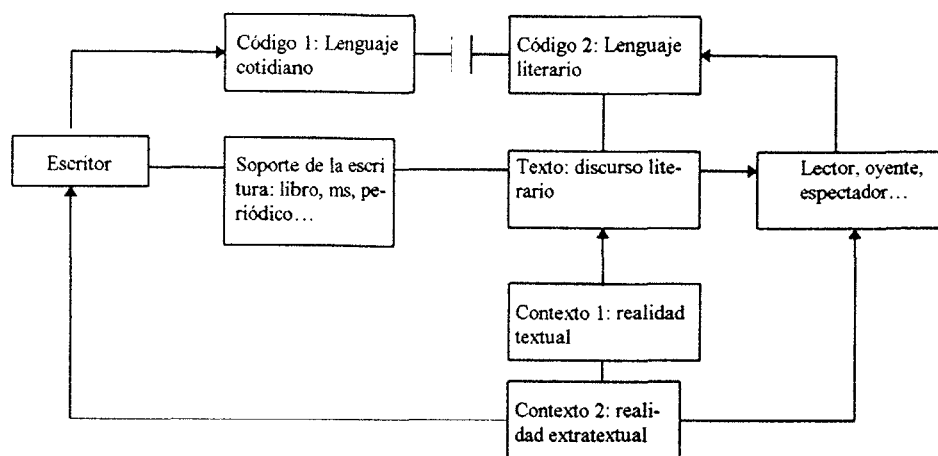 Código 1: Lenguaje
cotidiano
Código 2: Lenguaje
literario
Escritor
Soporte de la escri
tura: libro, ms, pe-
riódico…
Texto: discurso lite-
rario
Lector, oyente,
espectador…
Contexto 1: realidad
textual
Contexto 2: reali-
dad extratextual